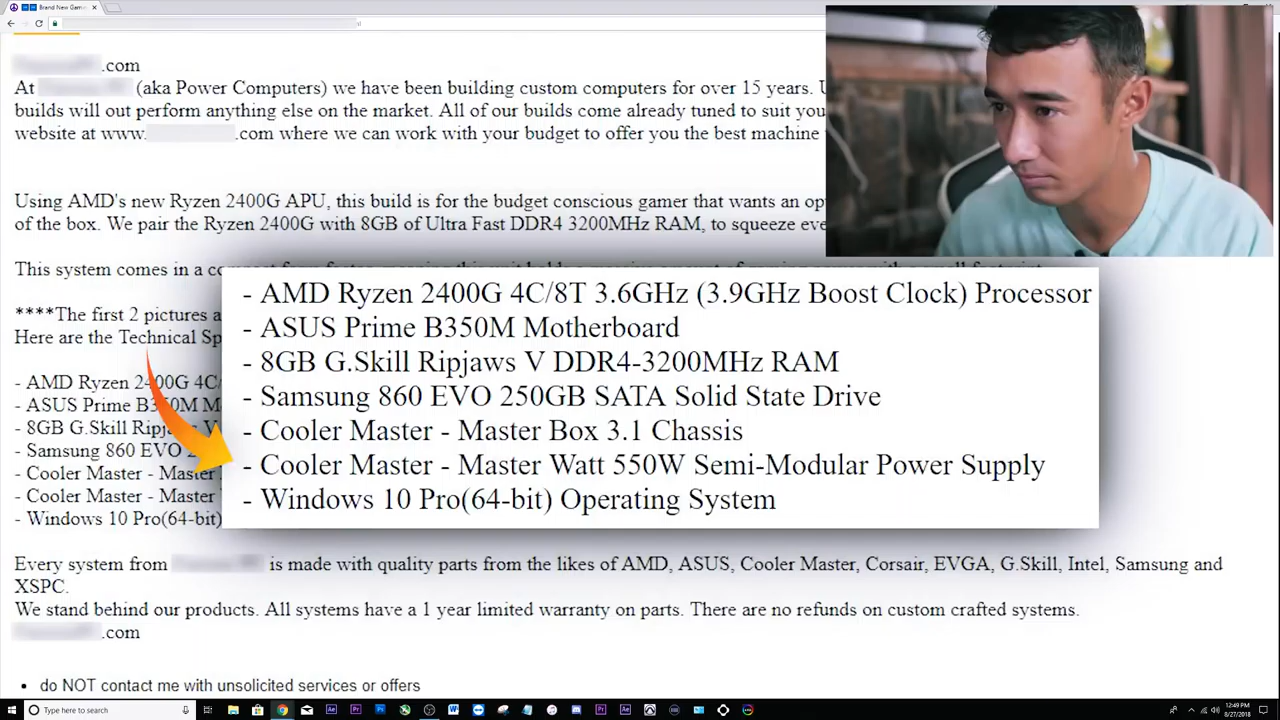 Brand New Gami
.com
At (aka Power Computers) we have been building custom computers for over 15 years. U
builds will out perform anything else on the market. All of our builds come already tuned to suit you
website at www. .com where we can work with your budget to offer you the best machine
Using AMD's new Ryzen 2400G APU, this build is for the budget conscious gamer that wants an op
of the box. We pair the Ryzen 2400G with 8GB of Ultra Fast DDR4 3200MHz RAM, to squeeze eve
This system comes in a
****The first 2 pictures a
Here are the Technical Sp
- AMD Ryzen 2400G 4C/
- ASUS Prime B350M M
- 8GB G.Skill Ripjaws V
- Samsung 860 EVO
- Cooler Master - Master
- Cooler Master - Master
- Windows 10 Pro(64-bit)
- AMD Ryzen 2400G 4C/8T 3.6GHz (3.9GHz Boost Clock) Processor
- ASUS Prime B350M Motherboard
- 8GB G.Skill Ripjaws V DDR4-3200MHz RAM
- Samsung 860 EVO 250GB SATA Solid State Drive
- Cooler Master - Master Box 3.1 Chassis
- Cooler Master - Master Watt 550W Semi-Modular Power Supply
- Windows 10 Pro(64-bit) Operating System
Every system from is made with quality parts from the likes of AMD, ASUS, Cooler Master, Corsair, EVGA, G.Skill, Intel, Samsung and
XSPC.
We stand behind our products. All systems have a 1 year limited warranty on parts. There are no refunds on custom crafted systems.
.com
• do NOT contact me with unsolicited services or offers
Type here to search
12:49 PM
8/27/2018